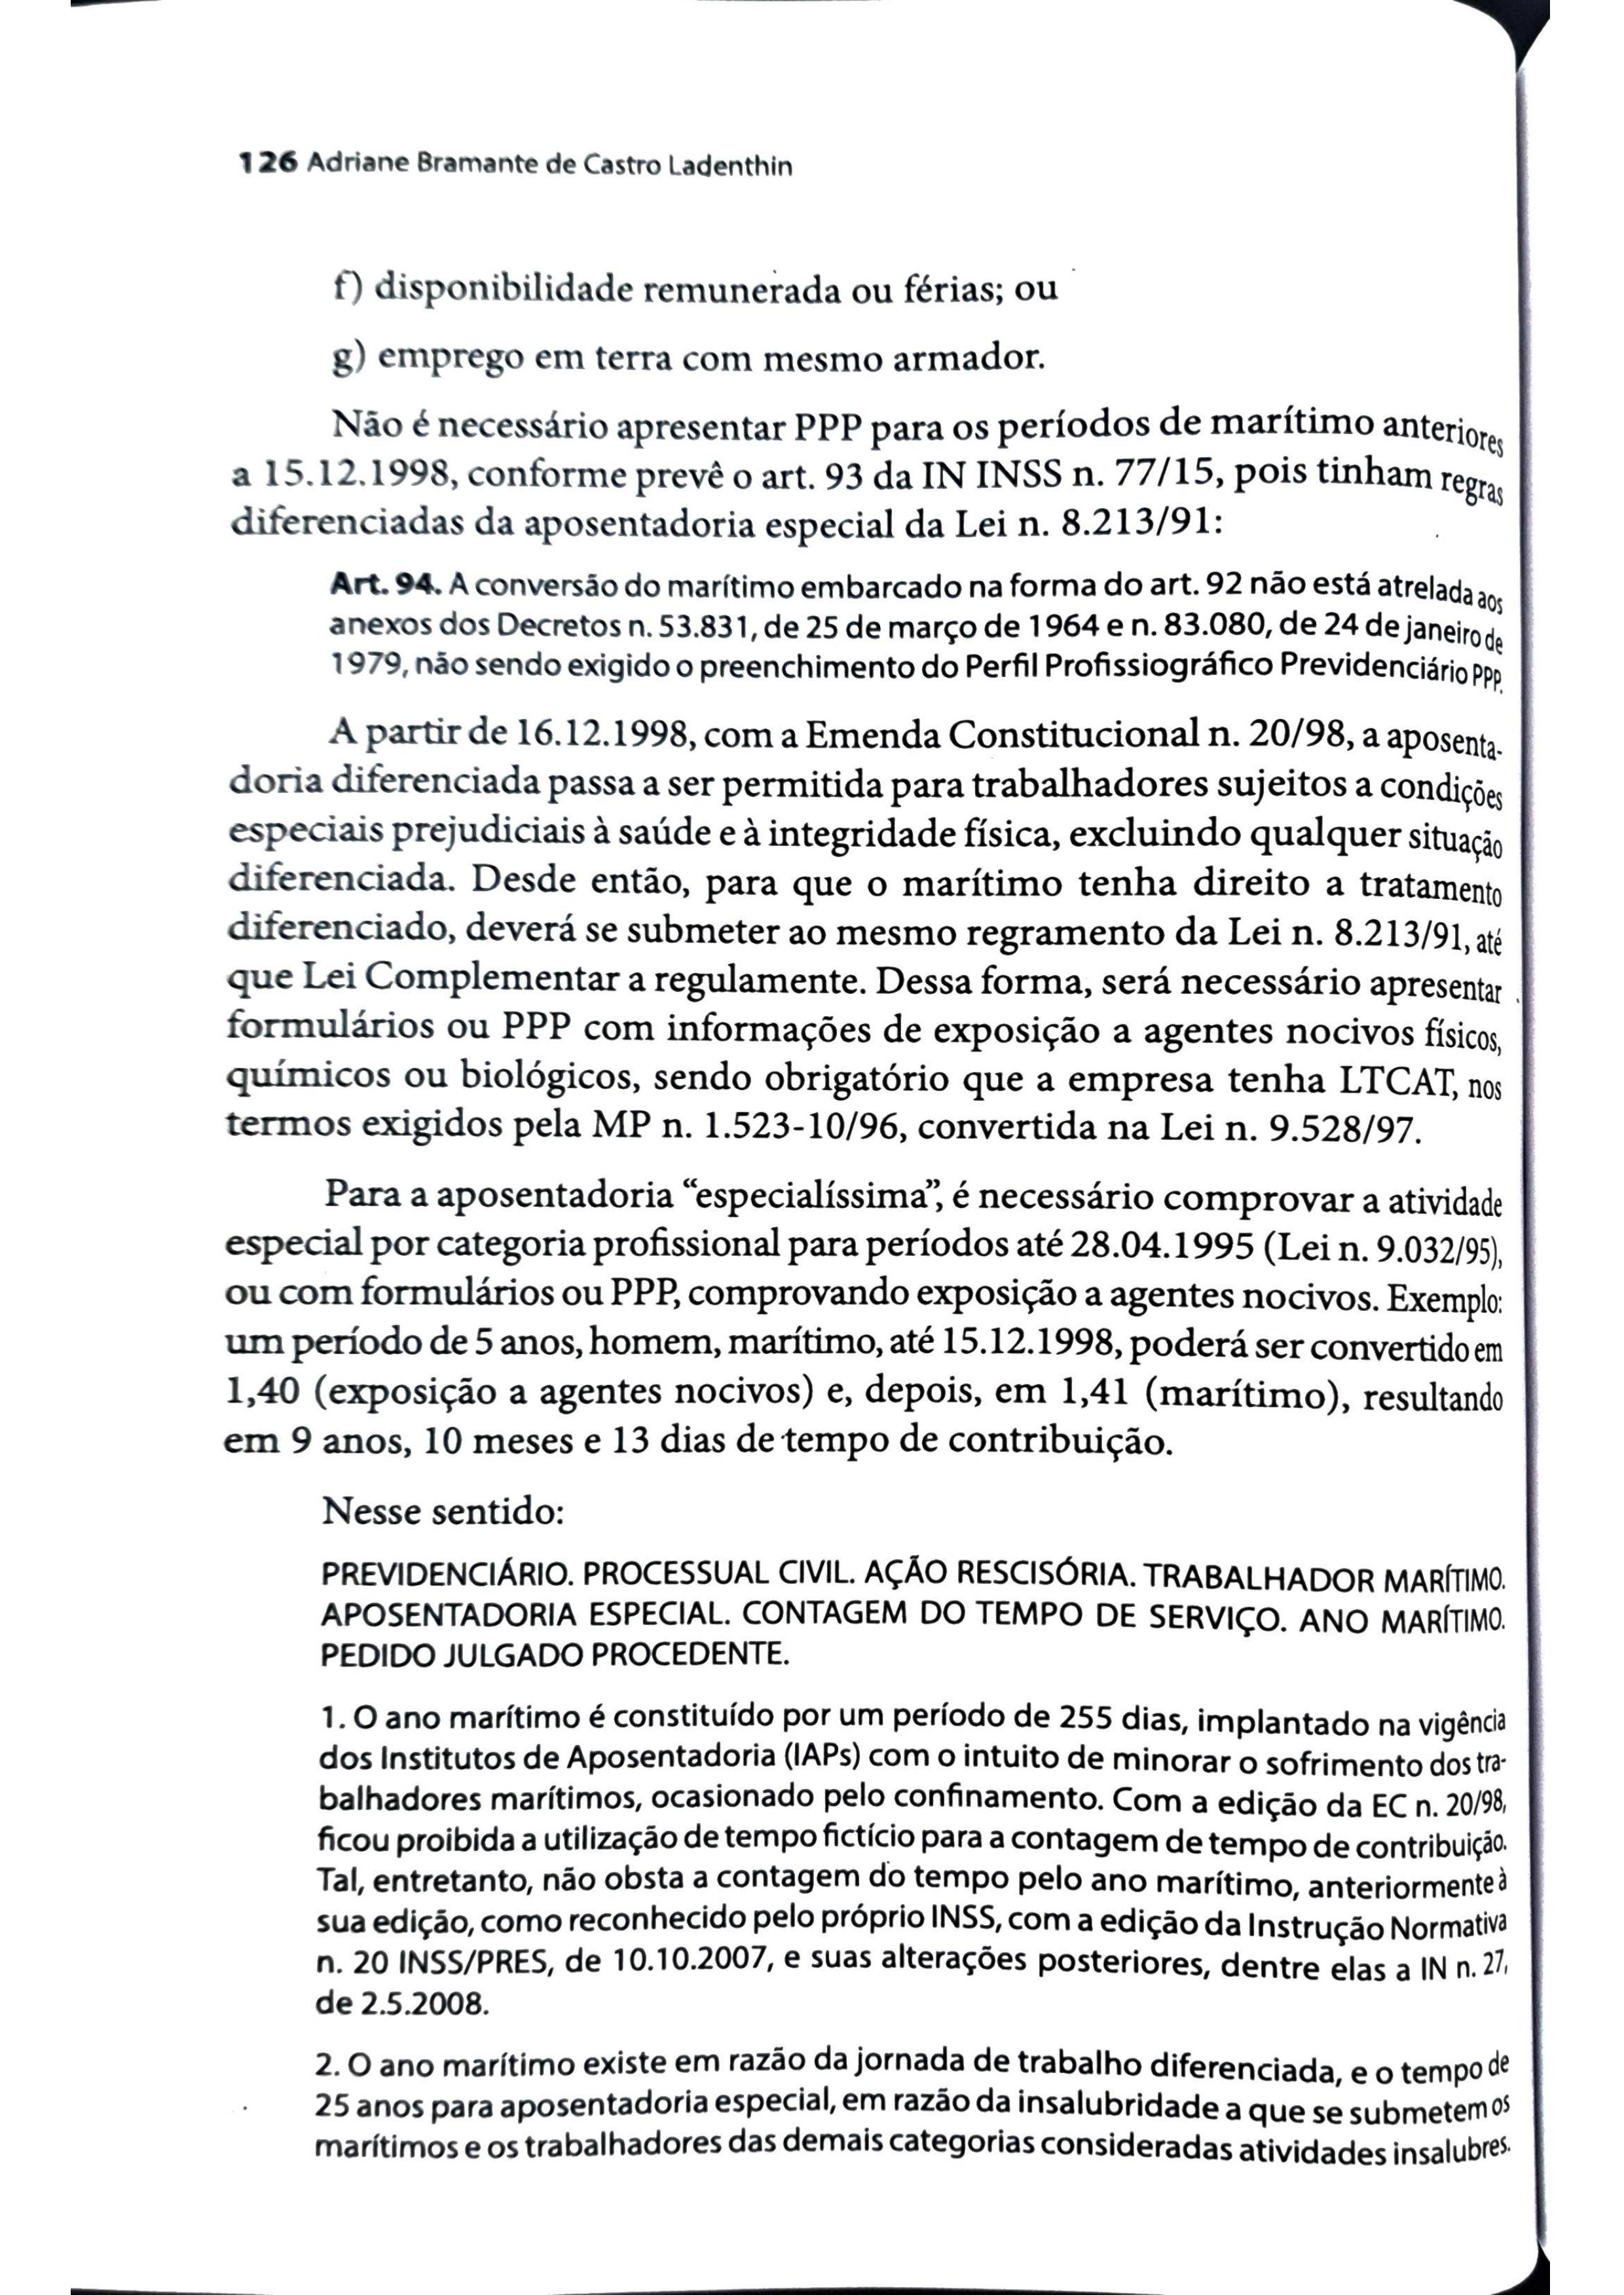 126 Adriane Bramante de Castro Ladenthin
f) disponibilidade remunerada ou férias; ou
g) emprego em terra com mesmo armador.
Não é necessário apresentar PPP para os períodos de marítimo anteriores
a 15.12.1998, conforme prevê o art. 93 da IN INSS n. 77/15, pois tinham regras
diferenciadas da aposentadoria especial da Lei n. 8.213/91:
Art. 94. A conversão do marítimo embarcado na forma do art. 92 não está atrelada aos
anexos dos Decretos n. 53.831, de 25 de março de 1964 e n. 83.080, de 24 de janeiro de
1979, não sendo exigido o preenchimento do Perfil Profissiográfico Previdenciário PPP.
A partir de 16.12.1998, com a Emenda Constitucional n. 20/98, a aposenta-
doria diferenciada passa a ser permitida para trabalhadores sujeitos a condições
especiais prejudiciais à saúde e à integridade física, excluindo qualquer situação
diferenciada. Desde então, para que o marítimo tenha direito a tratamento
diferenciado, deverá se submeter ao mesmo regramento da Lei n. 8.213/91, até
que Lei Complementar a regulamente. Dessa forma, será necessário apresentar
formulários ou PPP com informações de exposição a agentes nocivos físicos,
químicos ou biológicos, sendo obrigatório que a empresa tenha LTCAT, nos
termos exigidos pela MP n. 1.523-10/96, convertida na Lei n. 9.528/97.
Para a aposentadoria “especialíssima”, é necessário comprovar a atividade
especial por categoria profissional para períodos até 28.04.1995 (Lei n. 9.032/95),
ou com formulários ou PPP, comprovando exposição a agentes nocivos. Exemplo:
um período de 5 anos, homem, marítimo, até 15.12.1998, poderá ser convertido em
1,40 (exposição a agentes nocivos) e, depois, em 1,41 (marítimo), resultando
em 9 anos, 10 meses e 13 dias de tempo de contribuição.
Nesse sentido:
PREVIDENCIÁRIO. PROCESSUAL CIVIL. AÇÃO RESCISÓRIA. TRABALHADOR MARÍTIMO.
APOSENTADORIA ESPECIAL. CONTAGEM DO TEMPO DE SERVIÇO. ANO MARÍTIMO.
PEDIDO JULGADO PROCEDENTE.
1. O ano marítimo é constituído por um período de 255 dias, implantado na vigência
dos Institutos de Aposentadoria (IAPs) com o intuito de minorar o sofrimento dos tra-
balhadores marítimos, ocasionado pelo confinamento. Com a edição da EC n. 20/98,
ficou proibida a utilização de tempo fictício para a contagem de tempo de contribuição.
Tal, entretanto, não obsta a contagem do tempo pelo ano marítimo, anteriormente à
sua edição, como reconhecido pelo próprio INSS, com a edição da Instrução Normativa
n. 20 INSS/PRES, de 10.10.2007, e suas alterações posteriores, dentre elas a IN n. 27,
de 2.5.2008.
2. O ano marítimo existe em razão da jornada de trabalho diferenciada, e o tempo de
25 anos para aposentadoria especial, em razão da insalubridade a que se submetem os
marítimos e os trabalhadores das demais categorias consideradas atividades insalubres.